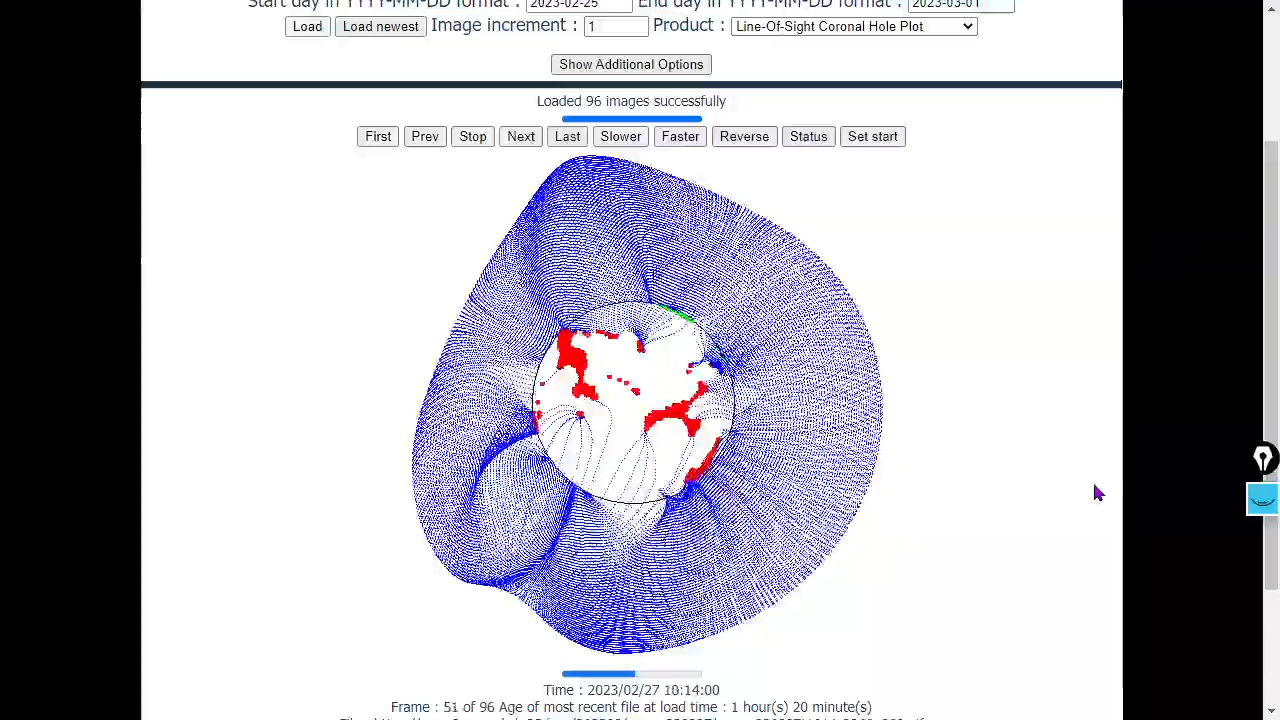 Start day in YYYY-MM-DD format : 2023-02-25 End day in YYYY-MM-DD format : 2023-03-01
Load Load newest Image increment : 1 Product : Line-Of-Sight Coronal Hole Plot
Show Additional Options
Loaded 96 images successfully
First Prev Stop Next Last Slower Faster Reverse Status Set start
Time : 2023/02/27 10:14:00
Frame : 51 of 96 Age of most recent file at load time : 1 hour(s) 20 minute(s)